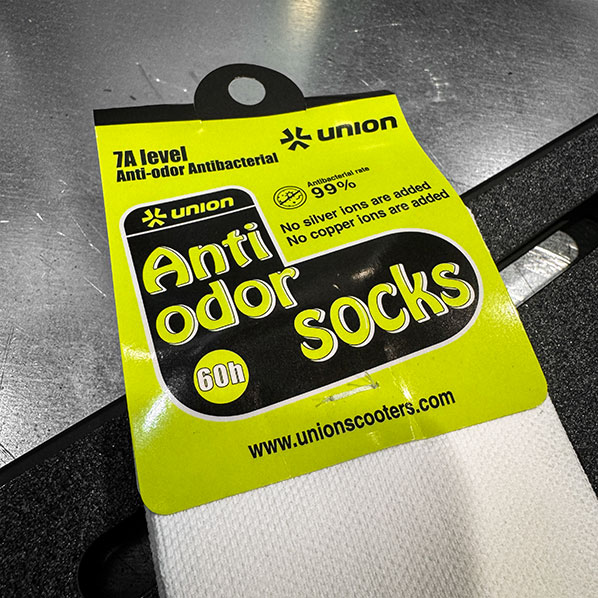 7A level
Anti-odor Antibacterial
union
Antibacterial rate
99%
No silver ions are added
No copper ions are added
union
Anti
odor
socks
60h
www.unionscooters.com